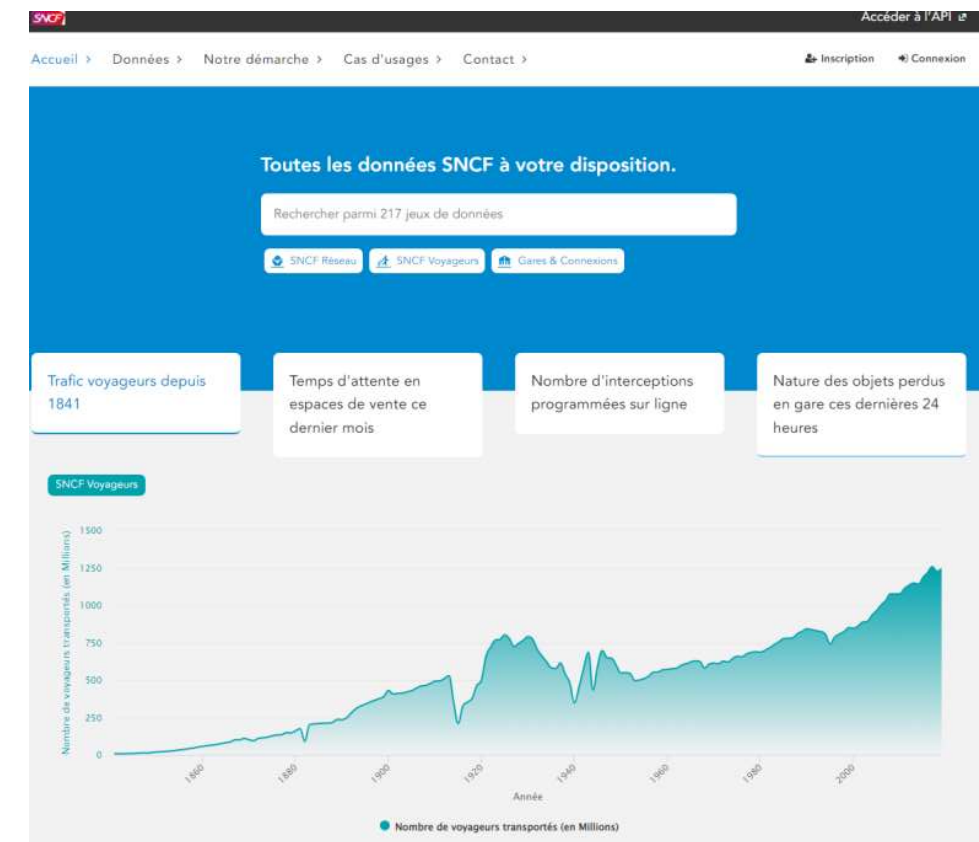 SNCF
Accéder à l'API
Accueil >
Données >
Notre démarche >
Cas d'usages >
Contact >
Inscription
Connexion
Toutes les données SNCF à votre disposition.
Rechercher parmi 217 jeux de données
SNCF Réseau
SNCF Voyageurs
Gares & Connexions
Trafic voyageurs depuis
1841
Temps d'attente en
espaces de vente ce
dernier mois
Nombre d'interceptions
programmées sur ligne
Nature des objets perdus
en gare ces dernières 24
heures
SNCF Voyageurs
Nombre de voyageurs transportés (en Millions)
1500
1250
1000
750
500
250
0
1860
1880
1900
1920
1940
1960
1980
2000
Année
Nombre de voyageurs transportés (en Millions)